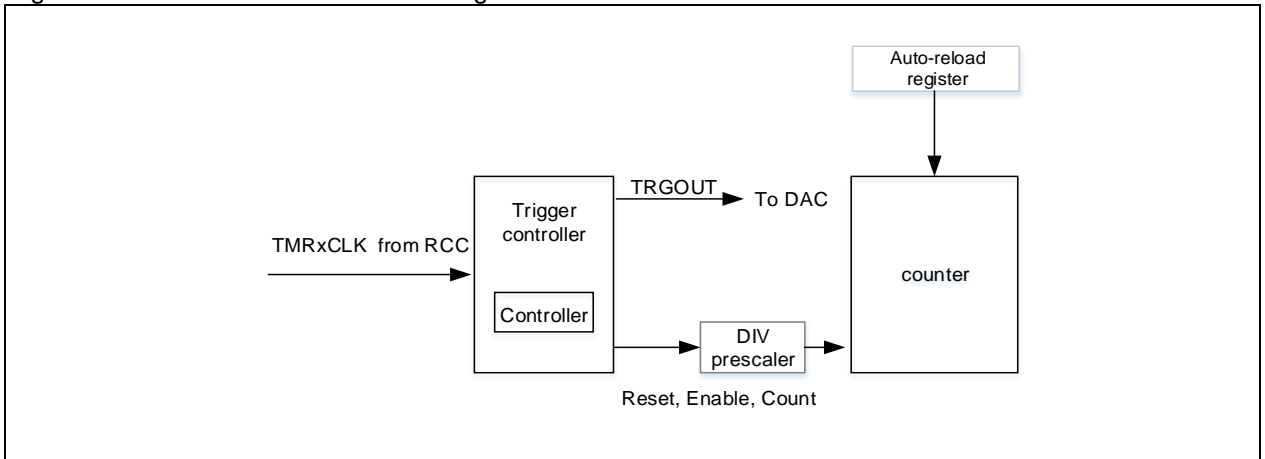 Auto-reload
register
TRGOUT
To DAC
Trigger
controller
TMRxCLK from RCC
counter
Controller
DIV
prescaler
Reset, Enable, Count